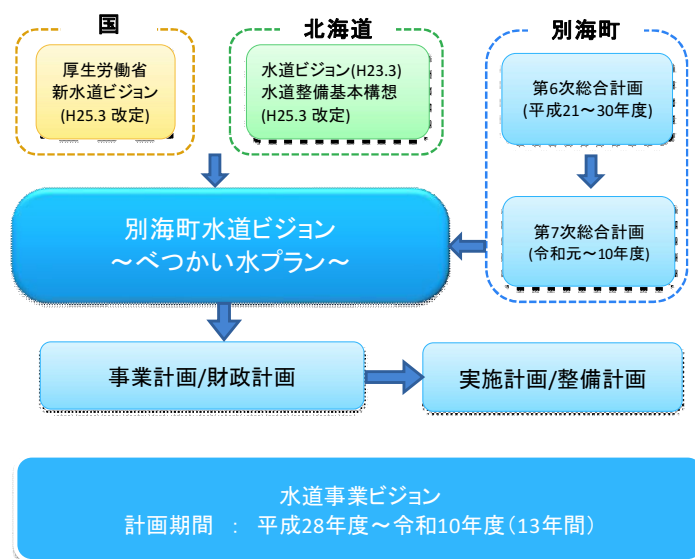 国
厚生労働省
新水道ビジョン
(H25.3 改定)
北海道
水道ビジョン(H23.3)
水道整備基本構想
(H25.3 改定)
別海町
第6次総合計画
(平成21～30年度)
第7次総合計画
(令和元～10年度)
別海町水道ビジョン
～べつかい水プラン～
事業計画/財政計画
実施計画/整備計画
水道事業ビジョン
計画期間 ： 平成28年度～令和10年度(13年間)